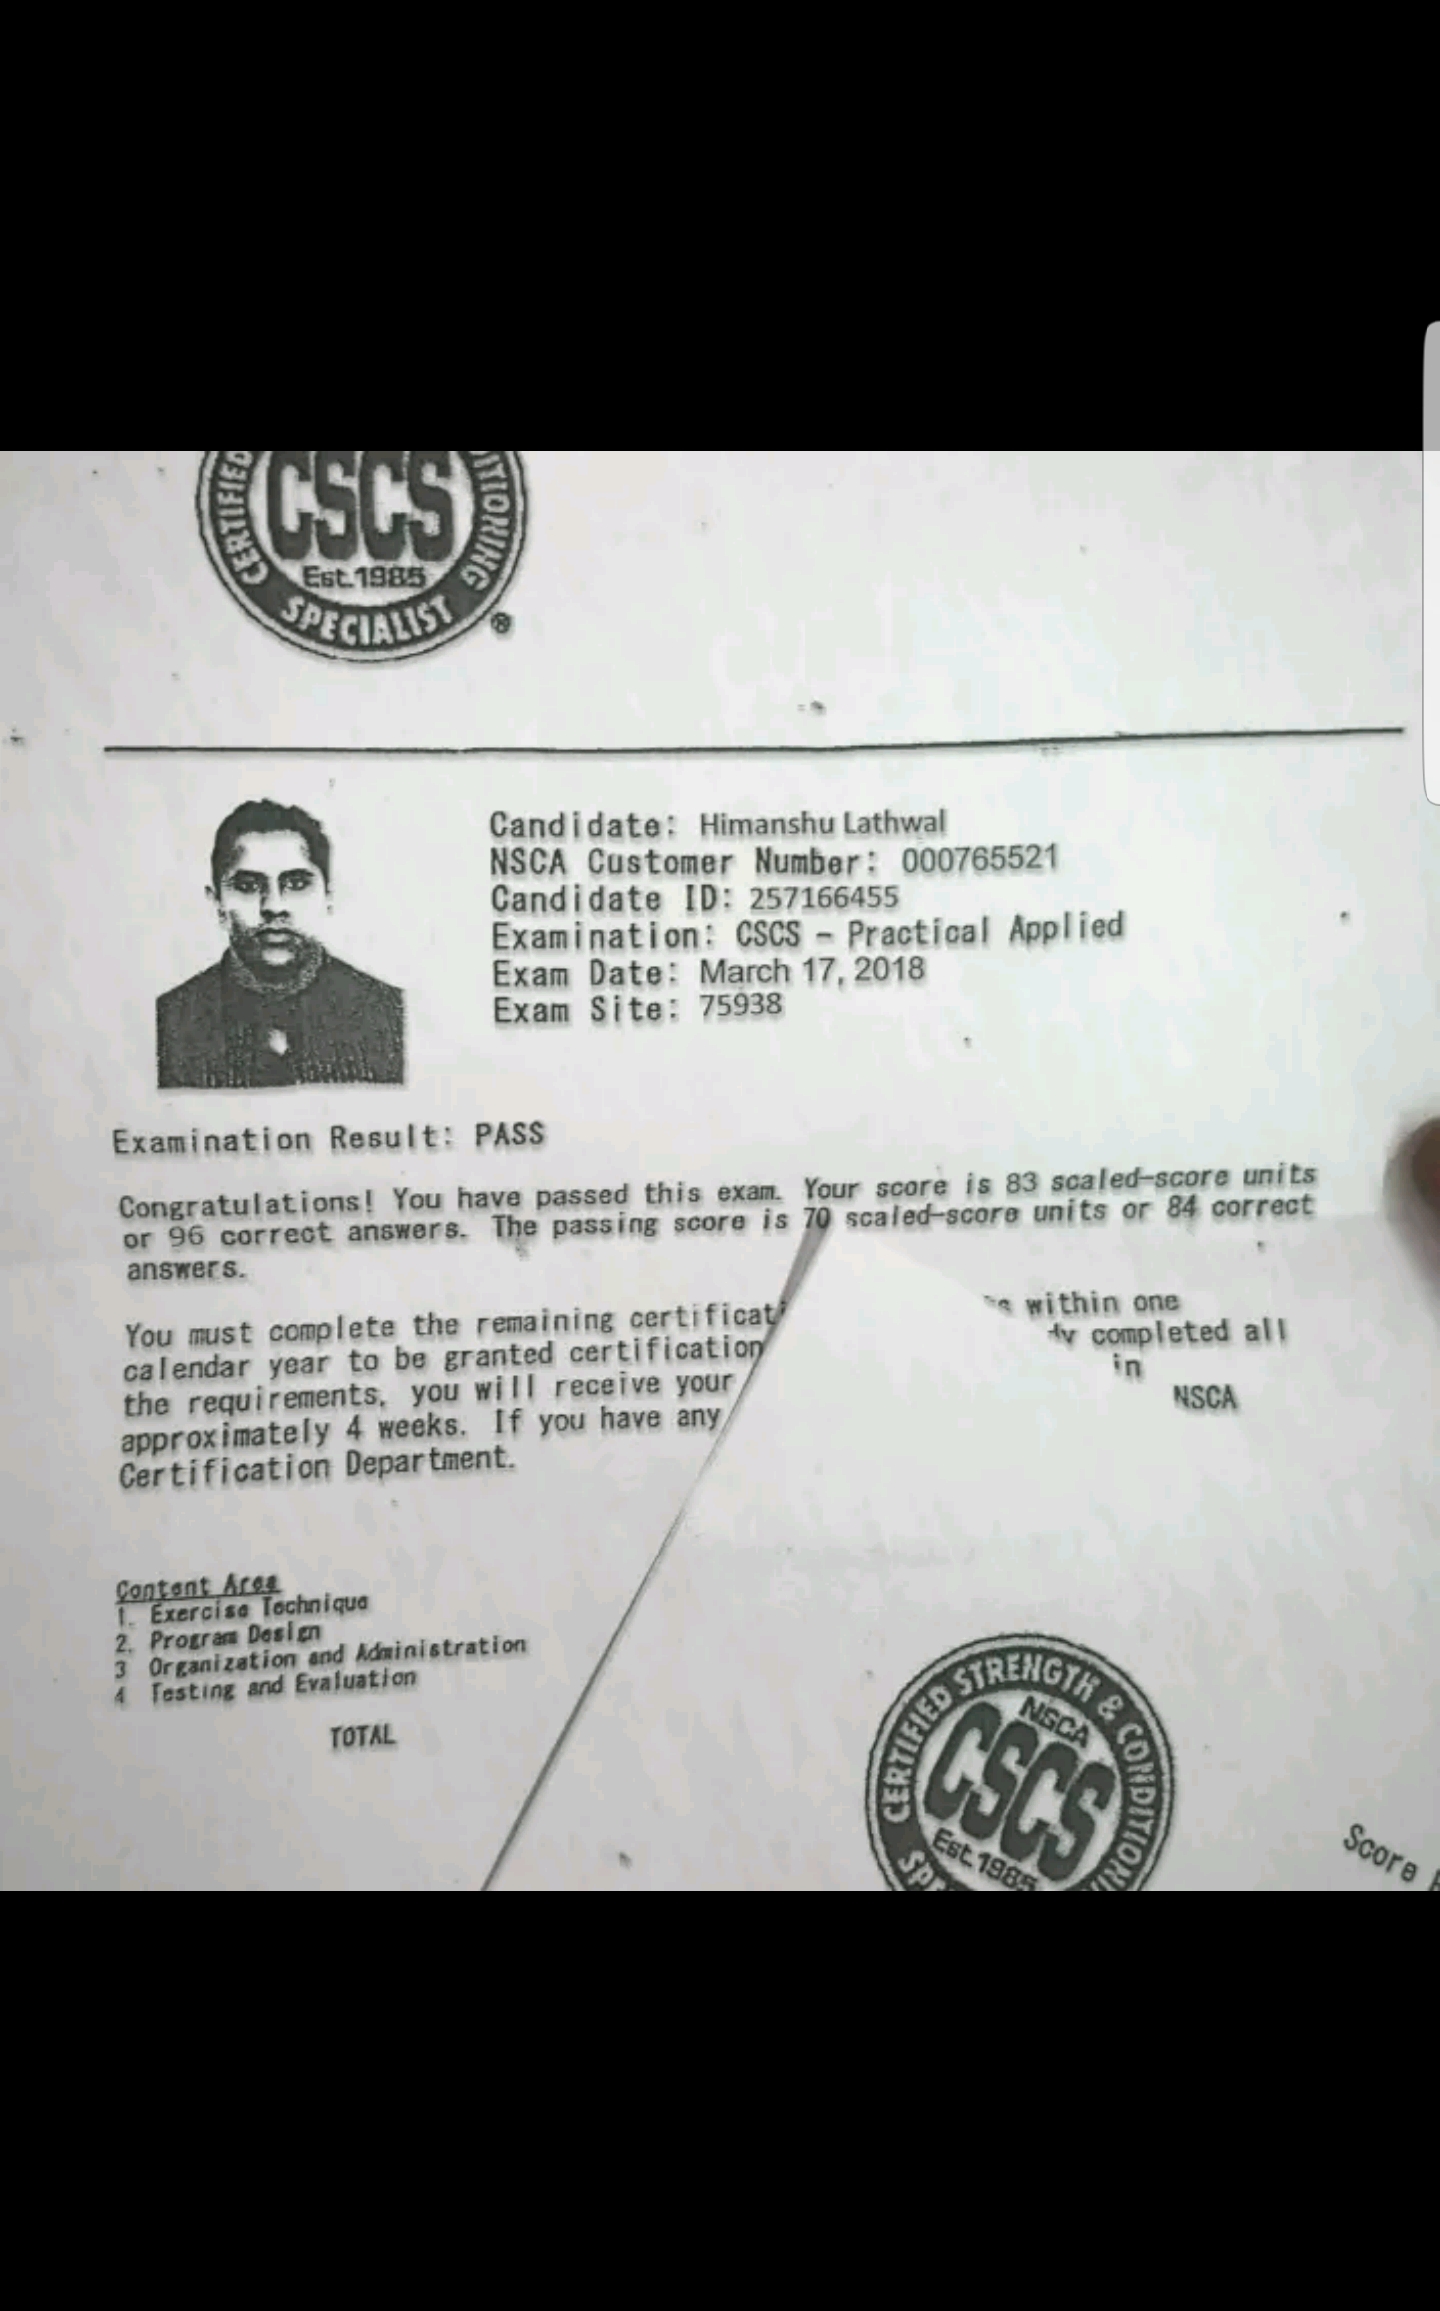 CERTIFIED ITIONING SPECIALIST
CSCS
Est.1985
®
Candidate: Himanshu Lathwal
NSCA Customer Number: 000765521
Candidate ID: 257166455
Examination: CSCS - Practical Applied
Exam Date: March 17, 2018
Exam Site: 75938
Examination Result: PASS
Congratulations! You have passed this exam. Your score is 83 scaled-score units
or 96 correct answers. The passing score is 70 scaled-score units or 84 correct
answers.
You must complete the remaining certificati within one
calendar year to be granted certification completed all
the requirements, you will receive your in
approximately 4 weeks. If you have any NSCA
Certification Department.
Content Area
1. Exercise Technique
2. Program Design
3 Organization and Administration
4 Testing and Evaluation
TOTAL
CERTIFIED STRENGTH & CONDITION
NSCA
CSCS
Est.1985
Score